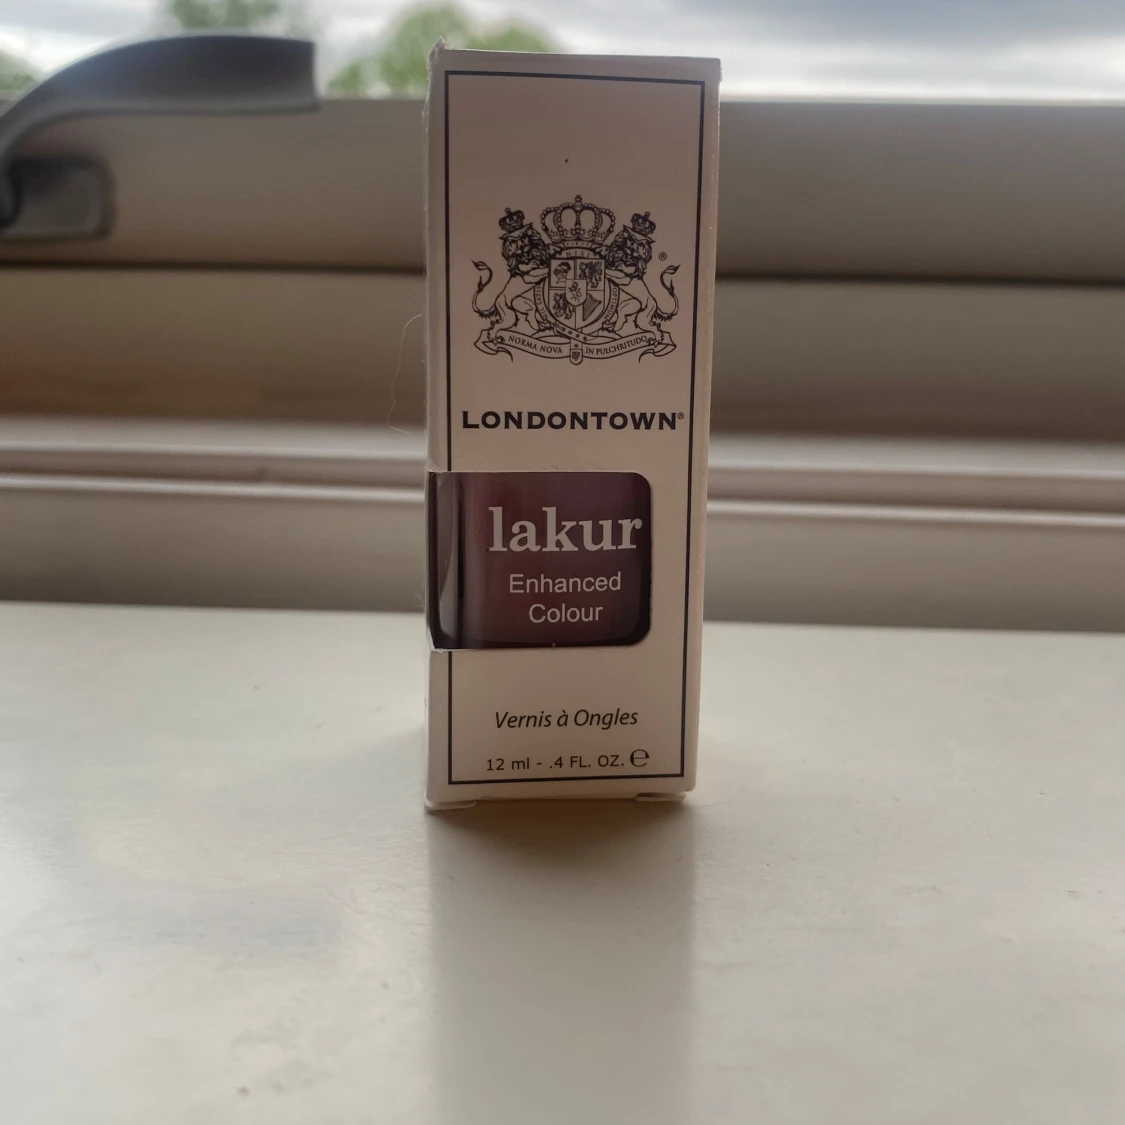 ®
NORMA NOVA IN PULCHRITUDO
LONDONTOWN®
lakur
Enhanced
Colour
Vernis à Ongles
12 ml - .4 FL. OZ. ℮